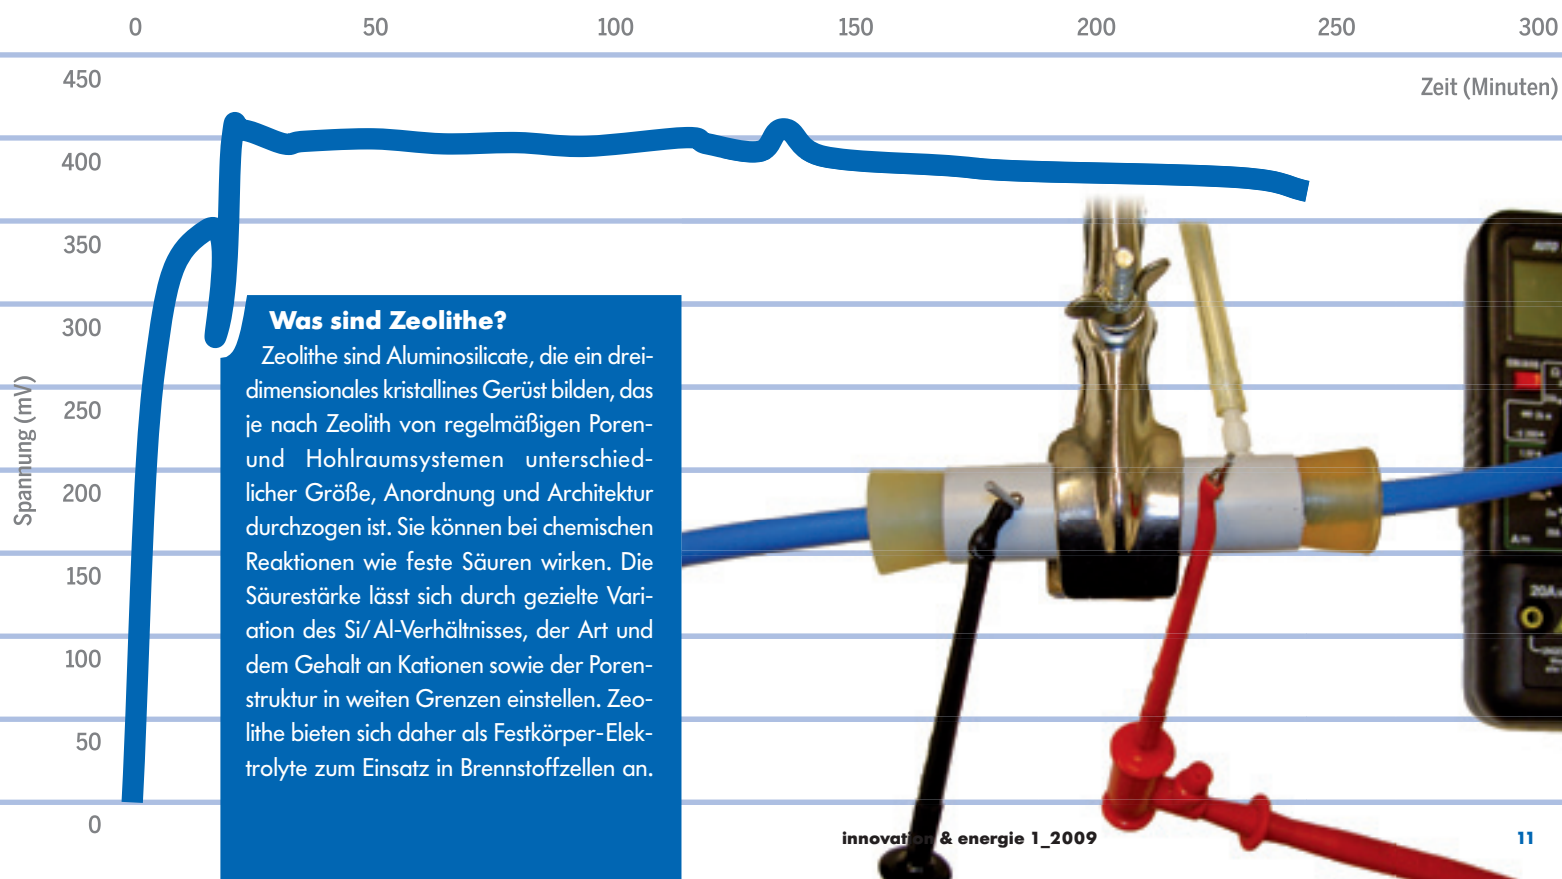 0 50 100 150 200 250 300
Zeit (Minuten)
450
400
350
300
250
200
150
100
50
0
Spannung (mV)
Was sind Zeolithe?
Zeolithe sind Aluminosilicate, die ein drei-
dimensionales kristallines Gerüst bilden, das
je nach Zeolith von regelmäßigen Poren-
und Hohlraumsystemen unterschied-
licher Größe, Anordnung und Architektur
durchzogen ist. Sie können bei chemischen
Reaktionen wie feste Säuren wirken. Die
Säurestärke lässt sich durch gezielte Vari-
ation des Si/Al-Verhältnisses, der Art und
dem Gehalt an Kationen sowie der Poren-
struktur in weiten Grenzen einstellen. Zeo-
lithe bieten sich daher als Festkörper-Elek-
trolyte zum Einsatz in Brennstoffzellen an.
AUTO
20A
innovation & energie 1_2009
11